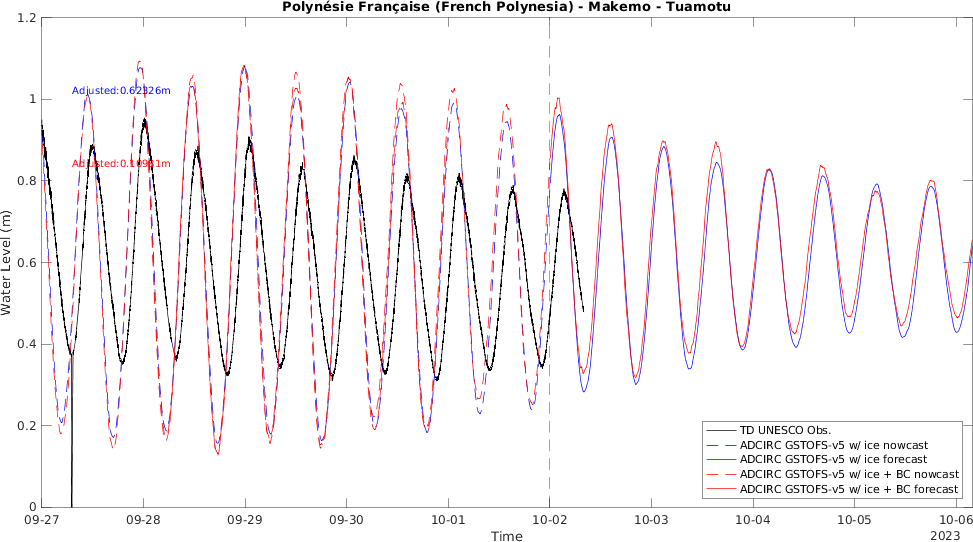 Polynésie Française (French Polynesia) - Makemo - Tuamotu
1.2
1
0.8
0.6
0.4
0.2
0
Water Level (m)
Adjusted:0.62326m
TD UNESCO Obs.
ADCIRC GSTOFS-v5 w/ ice nowcast
ADCIRC GSTOFS-v5 w/ ice forecast
ADCIRC GSTOFS-v5 w/ ice + BC nowcast
ADCIRC GSTOFS-v5 w/ ice + BC forecast
09-27
09-28
09-29
09-30
10-01
10-02
10-03
10-04
10-05
10-06
Time
2023